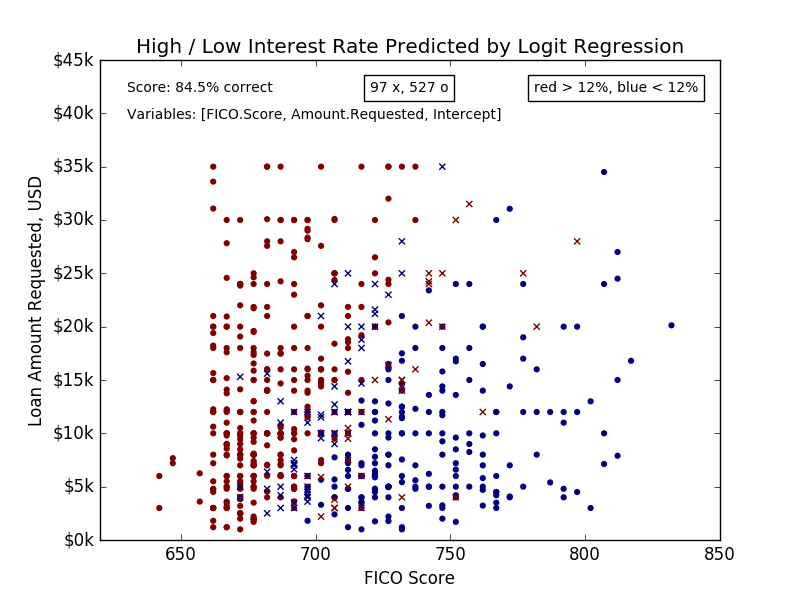 High / Low Interest Rate Predicted by Logit Regression
$45k
Score: 84.5% correct
97 x, 527 o
red > 12%, blue < 12%
$40k
Variables: [FICO.Score, Amount.Requested, Intercept]
$35k
$30k
$25k
$20k
$15k
$10k
$5k
$0k
Loan Amount Requested, USD
650
700
750
800
850
FICO Score